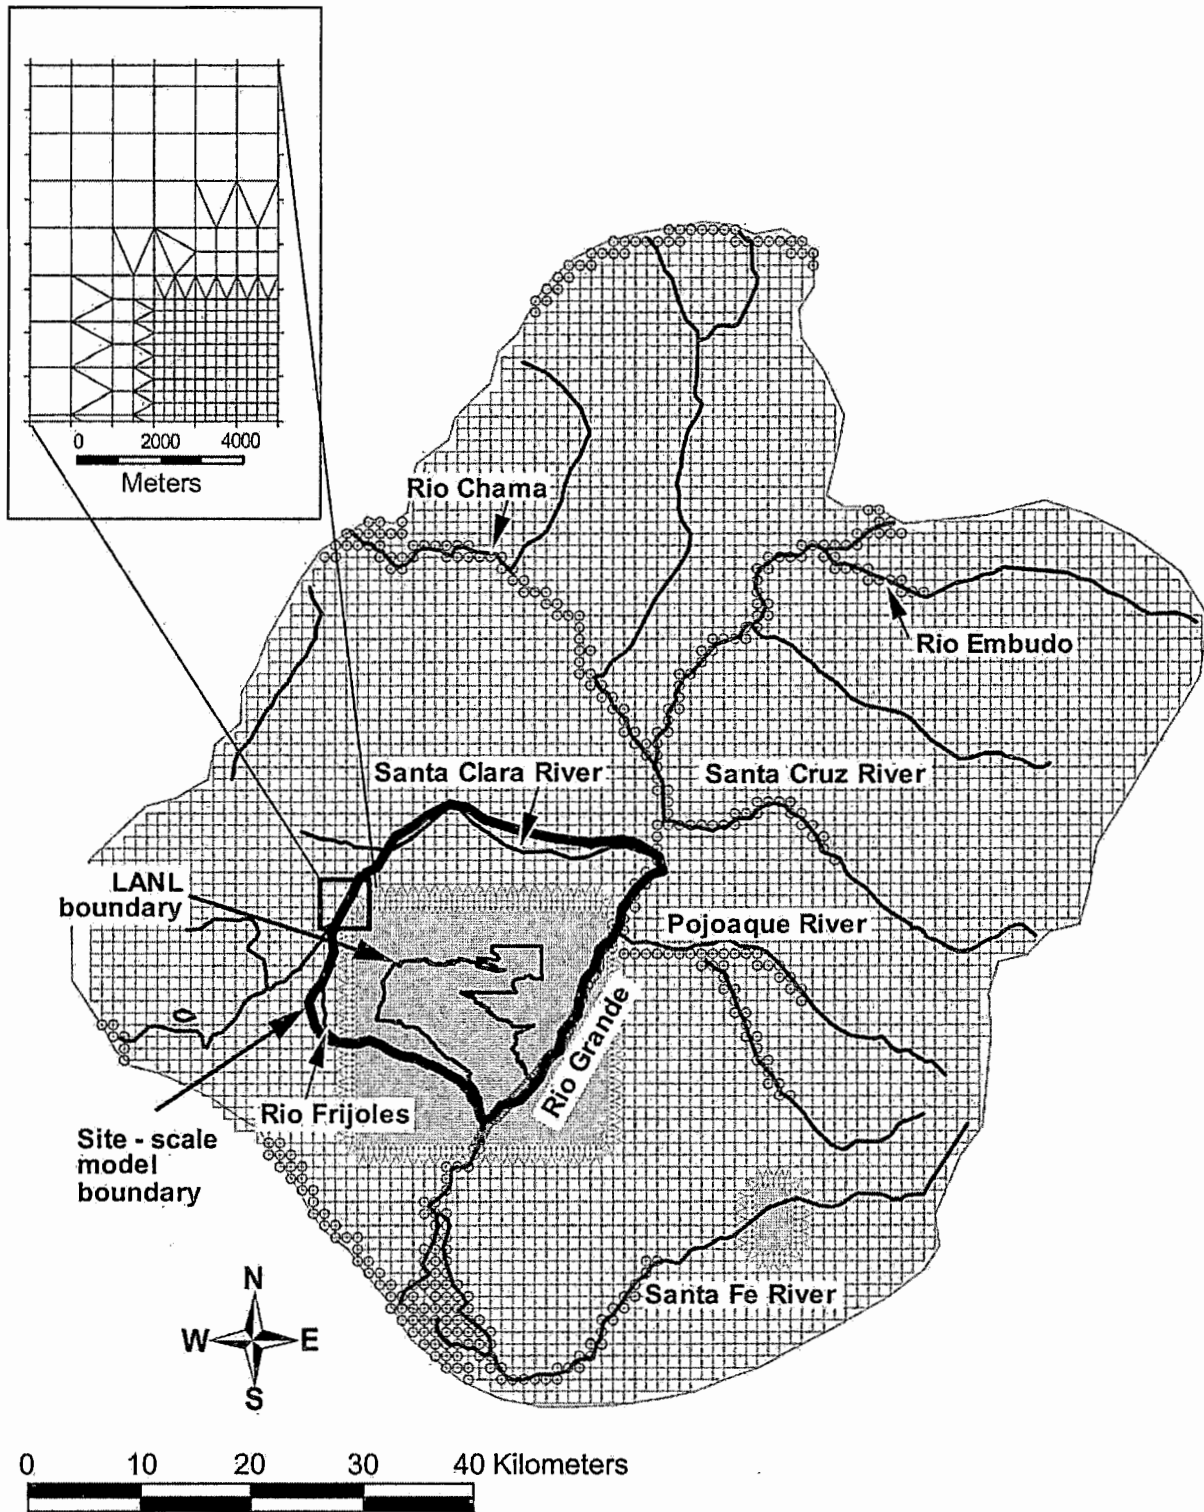 0 2000 4000
Meters
Rio Chama
Rio Embudo
Santa Clara River
Santa Cruz River
LANL
boundary
Pojoaque River
Rio Grande
Rio Frijoles
Site - scale
model
boundary
Santa Fe River
N
W E
S
0 10 20 30 40 Kilometers